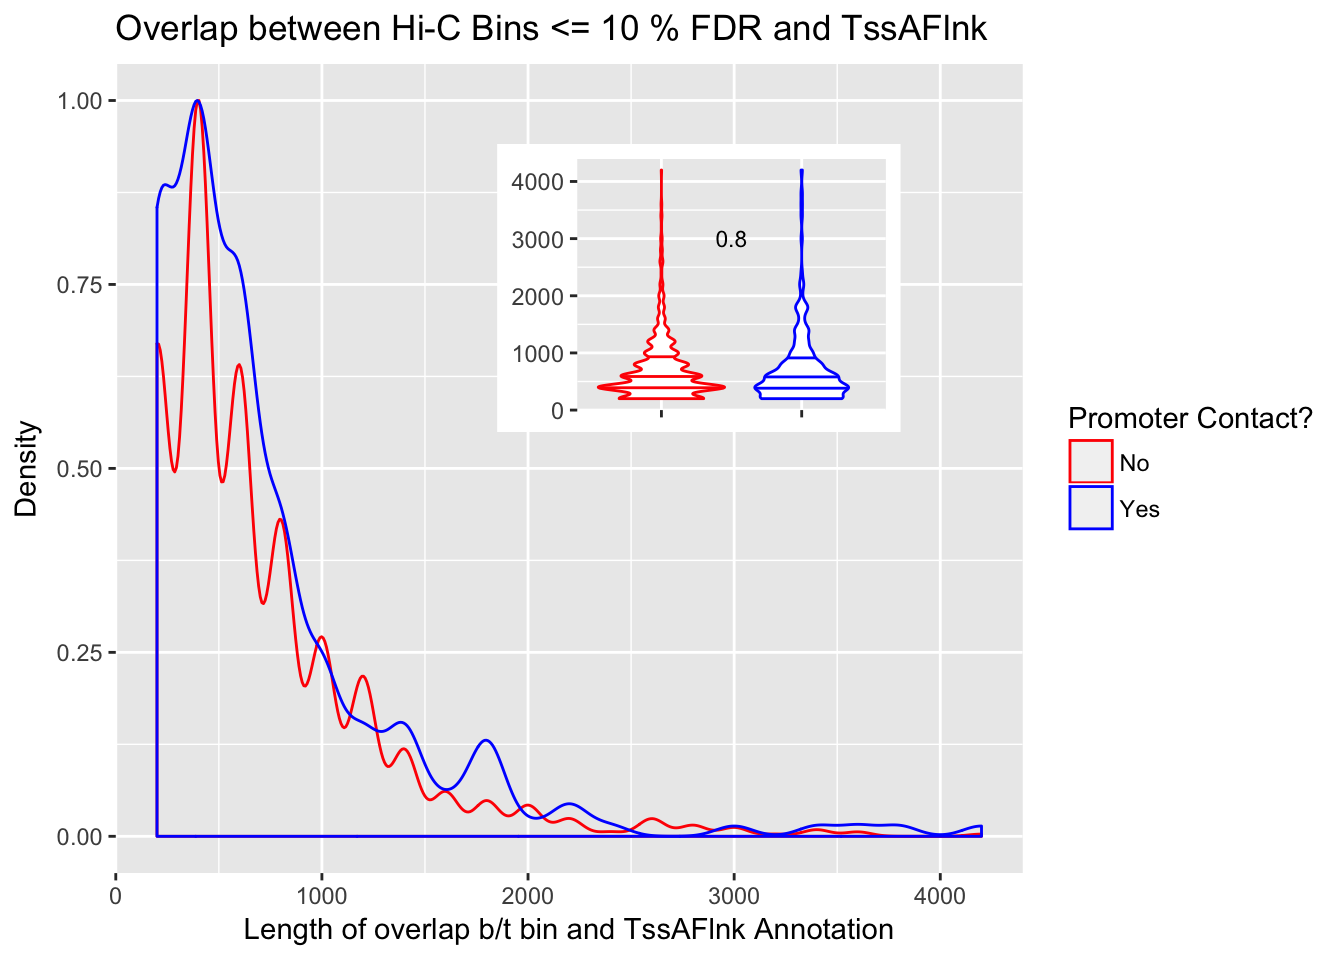 Overlap between Hi-C Bins <= 10 % FDR and TssAFlnk
1.00
0.75
0.50
0.25
0.00
Density
0
1000
2000
3000
4000
Length of overlap b/t bin and TssAFlnk Annotation
4000
3000
2000
1000
0
0.8
Promoter Contact?
No
Yes